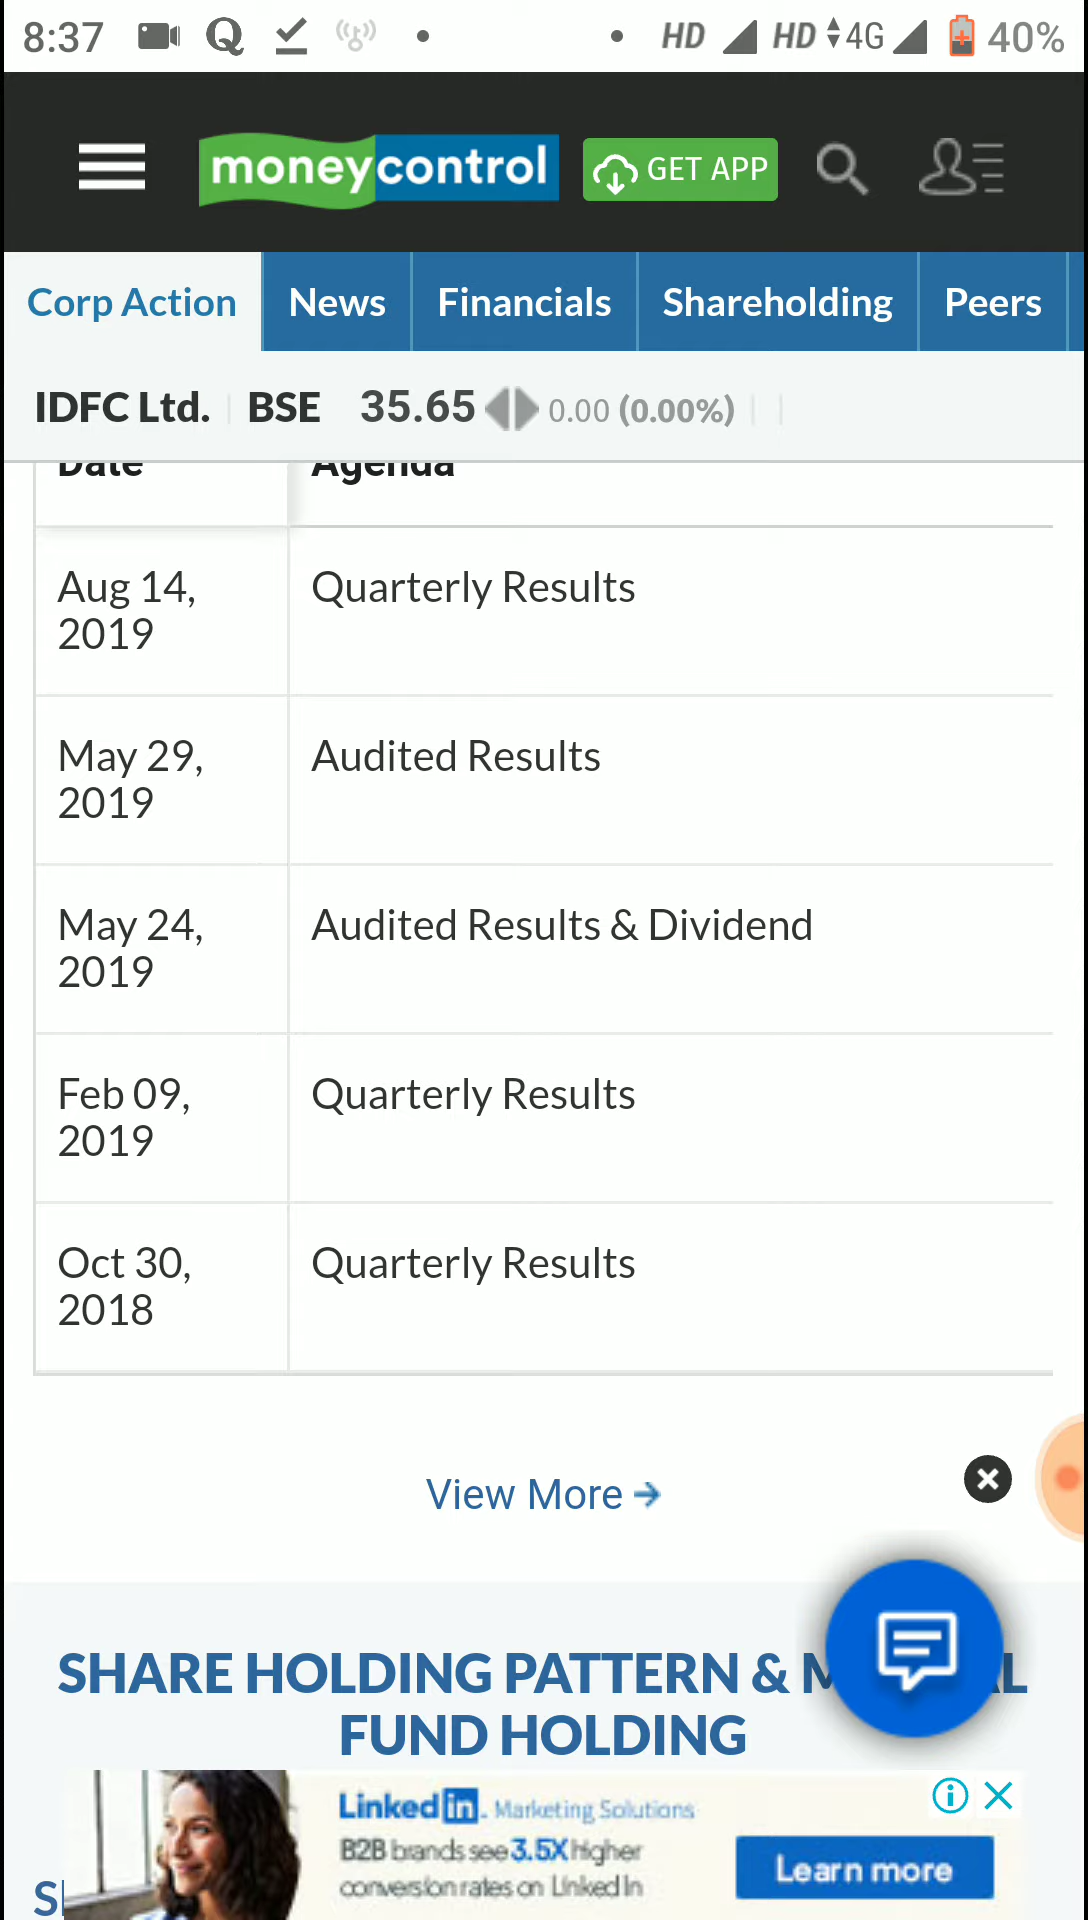 8:37 HD HD 4G 40%
moneycontrol GET APP
Corp Action News Financials Shareholding Peers
IDFC Ltd. BSE 35.65 0.00 (0.00%)
Date Agenda
Aug 14, Quarterly Results
2019
May 29, Audited Results
2019
May 24, Audited Results & Dividend
2019
Feb 09, Quarterly Results
2019
Oct 30, Quarterly Results
2018
View More →
SHARE HOLDING PATTERN &
FUND HOLDING
Linked in. Marketing Solutions
B2B brands see 3.5X Higher
conversion rates on LinkedIn
Learn more